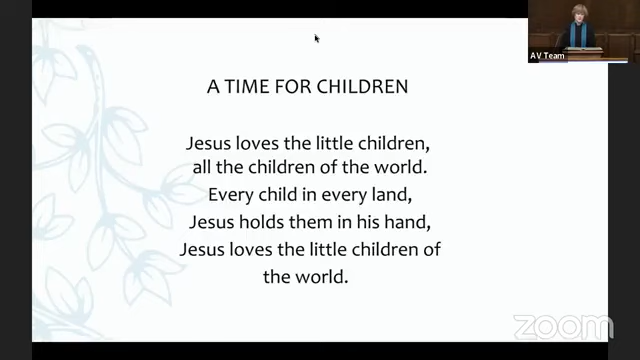 AV Team
A TIME FOR CHILDREN
Jesus loves the little children,
all the children of the world.
Every child in every land,
Jesus holds them in his hand,
Jesus loves the little children of
the world.
zoom